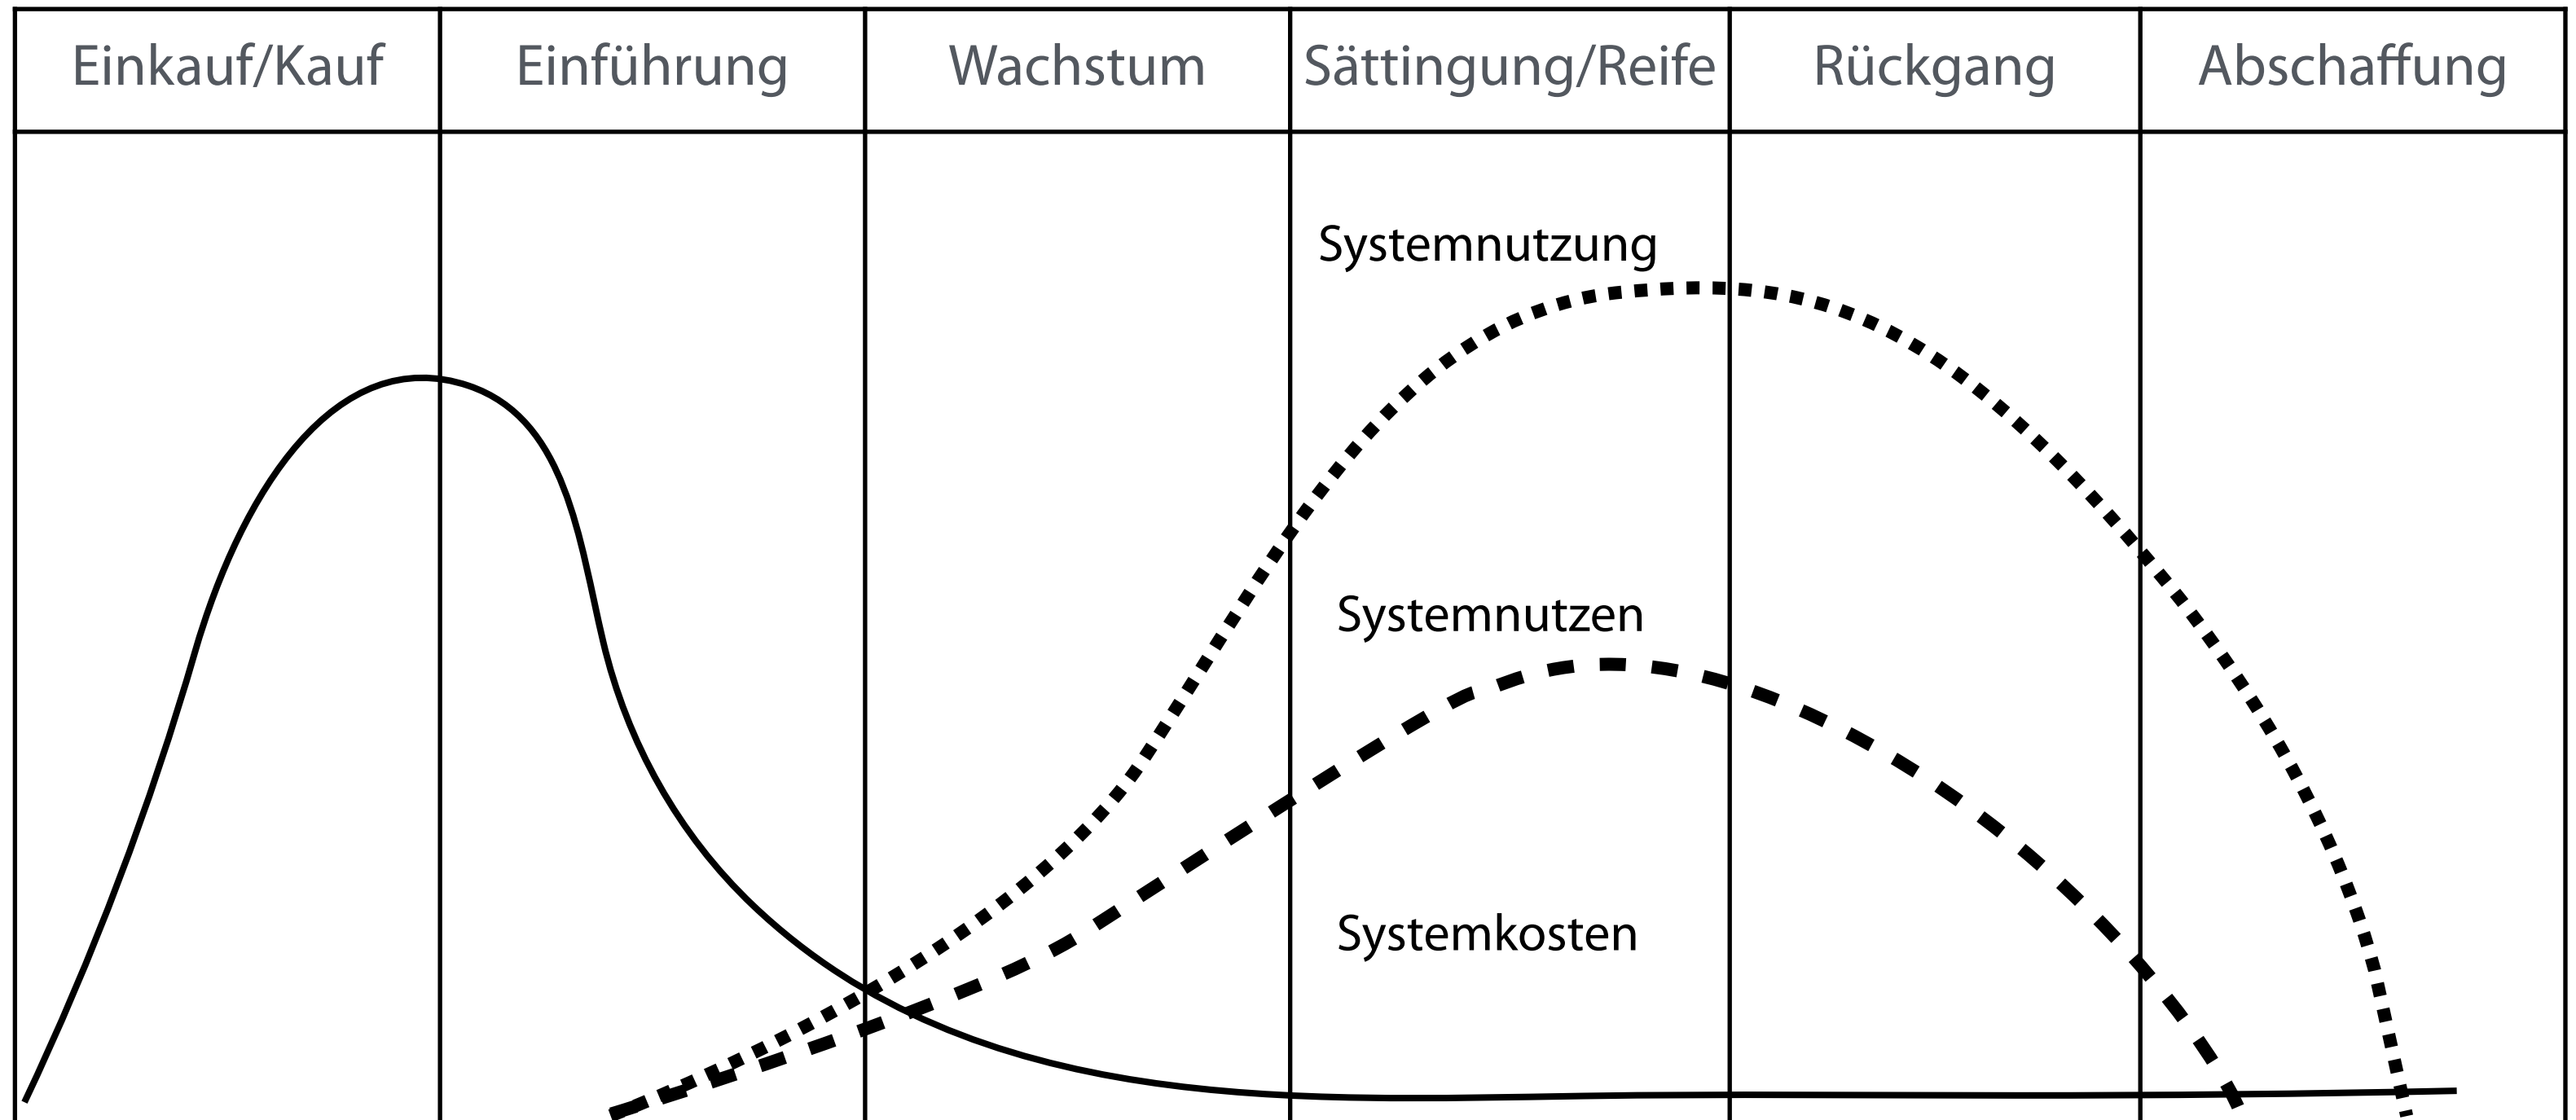 Einkauf/Kauf
Einführung
Wachstum
Sättingung/Reife
Rückgang
Abschaffung
Systemnutzung
Systemnutzen
Systemkosten